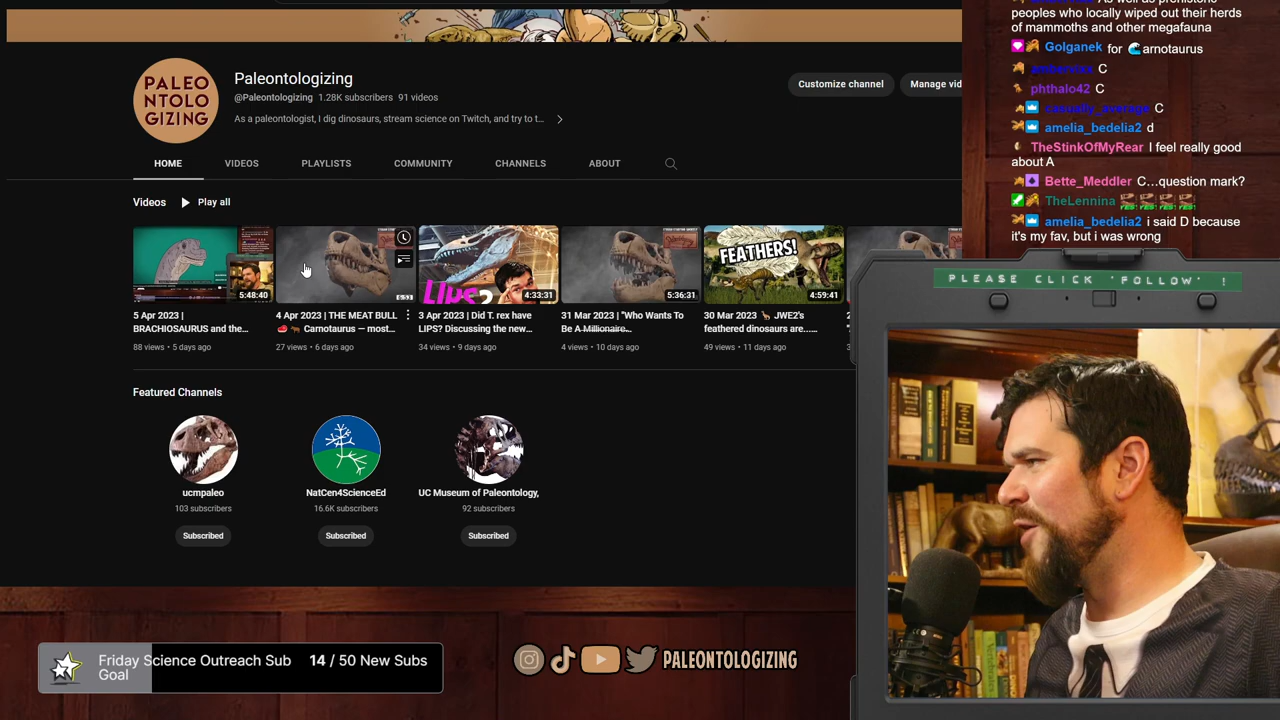 PALEO
NTOLO
GIZING
Paleontologizing
@Paleontologizing 1.28K subscribers 91 videos
As a paleontologist, I dig dinosaurs, stream science on Twitch, and try to t...
Customize channel
Manage vid
HOME VIDEOS PLAYLISTS COMMUNITY CHANNELS ABOUT
Videos Play all
5:48:40
LIPS?
4:33:31
5:36:31
FEATHERS!
4:59:41
5 Apr 2023 |
BRACHIOSAURUS and the...
88 views • 5 days ago
4 Apr 2023 | THE MEAT BULL
🥩 🐂 Carnotaurus — most...
27 views • 6 days ago
3 Apr 2023 | Did T. rex have
LIPS? Discussing the new...
34 views • 9 days ago
31 Mar 2023 | "Who Wants To
Be A Millionaire...
4 views • 10 days ago
30 Mar 2023 🦕 JWE2's
feathered dinosaurs are......
49 views • 11 days ago
Featured Channels
ucmpaleo
103 subscribers
Subscribed
NatCen4ScienceEd
16.6K subscribers
Subscribed
UC Museum of Paleontology,
92 subscribers
Subscribed
peoples who locally wiped out their herds
of mammoths and other megafauna
Golganek for 🌊arnotaurus
C
phthalo42 C
casually_average C
amelia_bedelia2 d
TheStinkOfMyRear I feel really good
about A
Bette_Meddler C...question mark?
TheLennina
amelia_bedelia2 i said D because
it's my fav, but i was wrong
PLEASE CLICK 'FOLLOW' !
Friday Science Outreach Sub
Goal
14 / 50 New Subs
PALEONTOLOGIZING